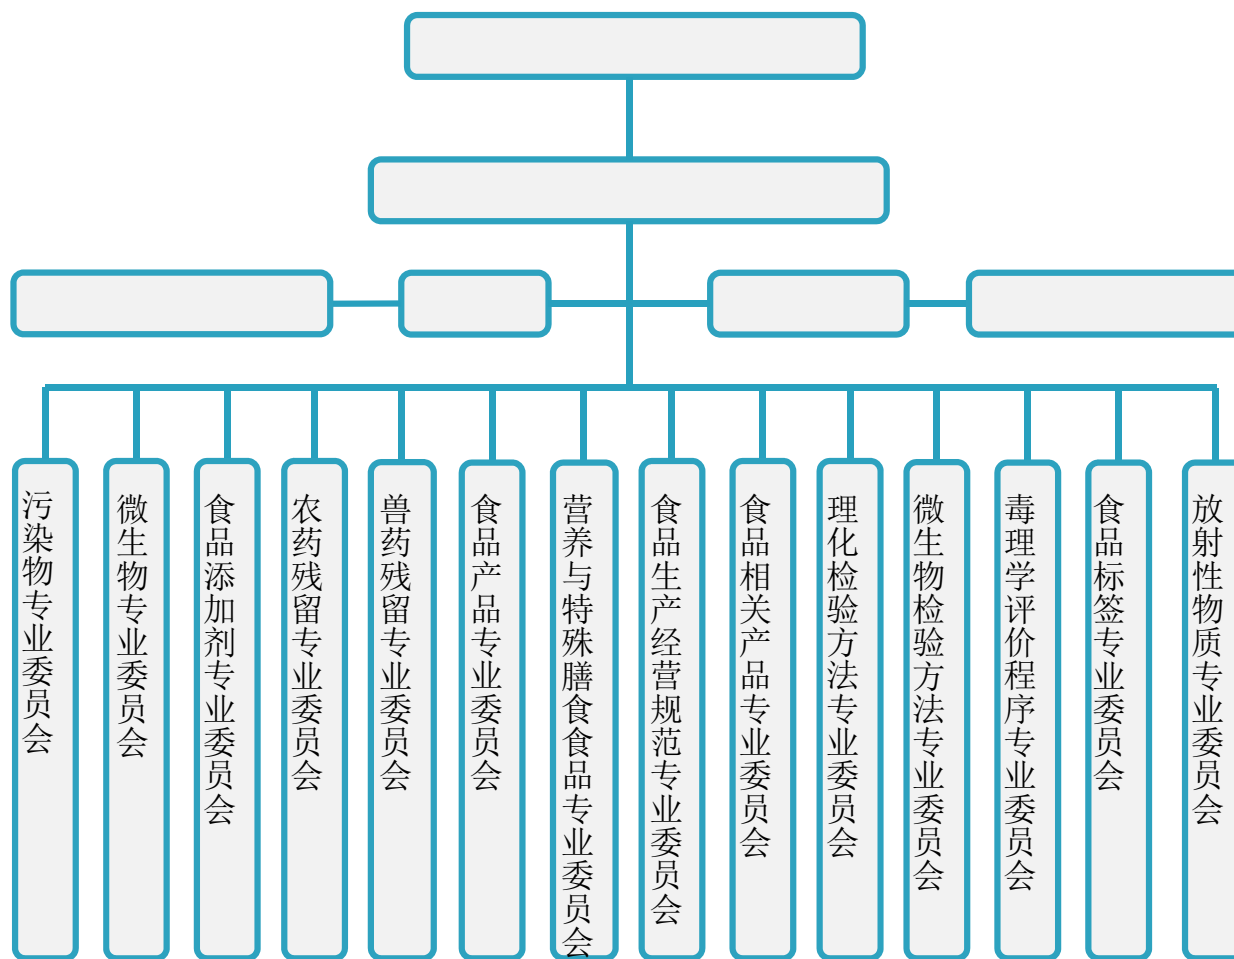 污染物专业委员会
微生物专业委员会
食品添加剂专业委员会
农药残留专业委员会
兽药残留专业委员会
食品产品专业委员会
营养与特殊膳食食品专业委员会
食品生产经营规范专业委员会
食品相关产品专业委员会
理化检验方法专业委员会
微生物检验方法专业委员会
毒理学评价程序专业委员会
食品标签专业委员会
放射性物质专业委员会